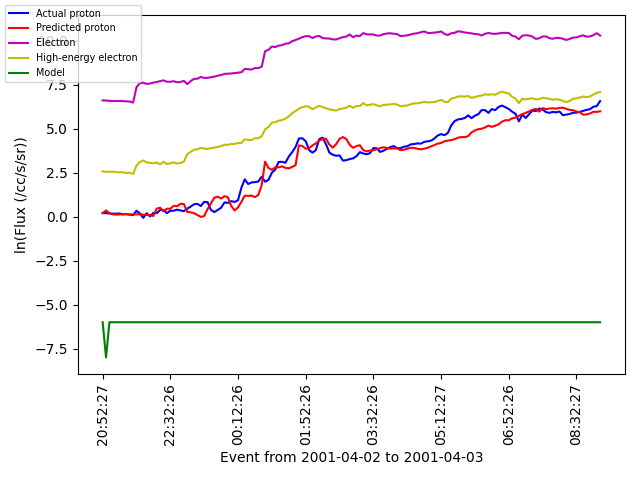 Actual proton
Predicted proton
Electron
High-energy electron
Model
7.5
5.0
2.5
0.0
−2.5
−5.0
−7.5
ln(Flux (/cc/s/sr))
20:52:27
22:32:26
00:12:26
01:52:26
03:32:26
05:12:27
06:52:26
08:32:27
Event from 2001-04-02 to 2001-04-03